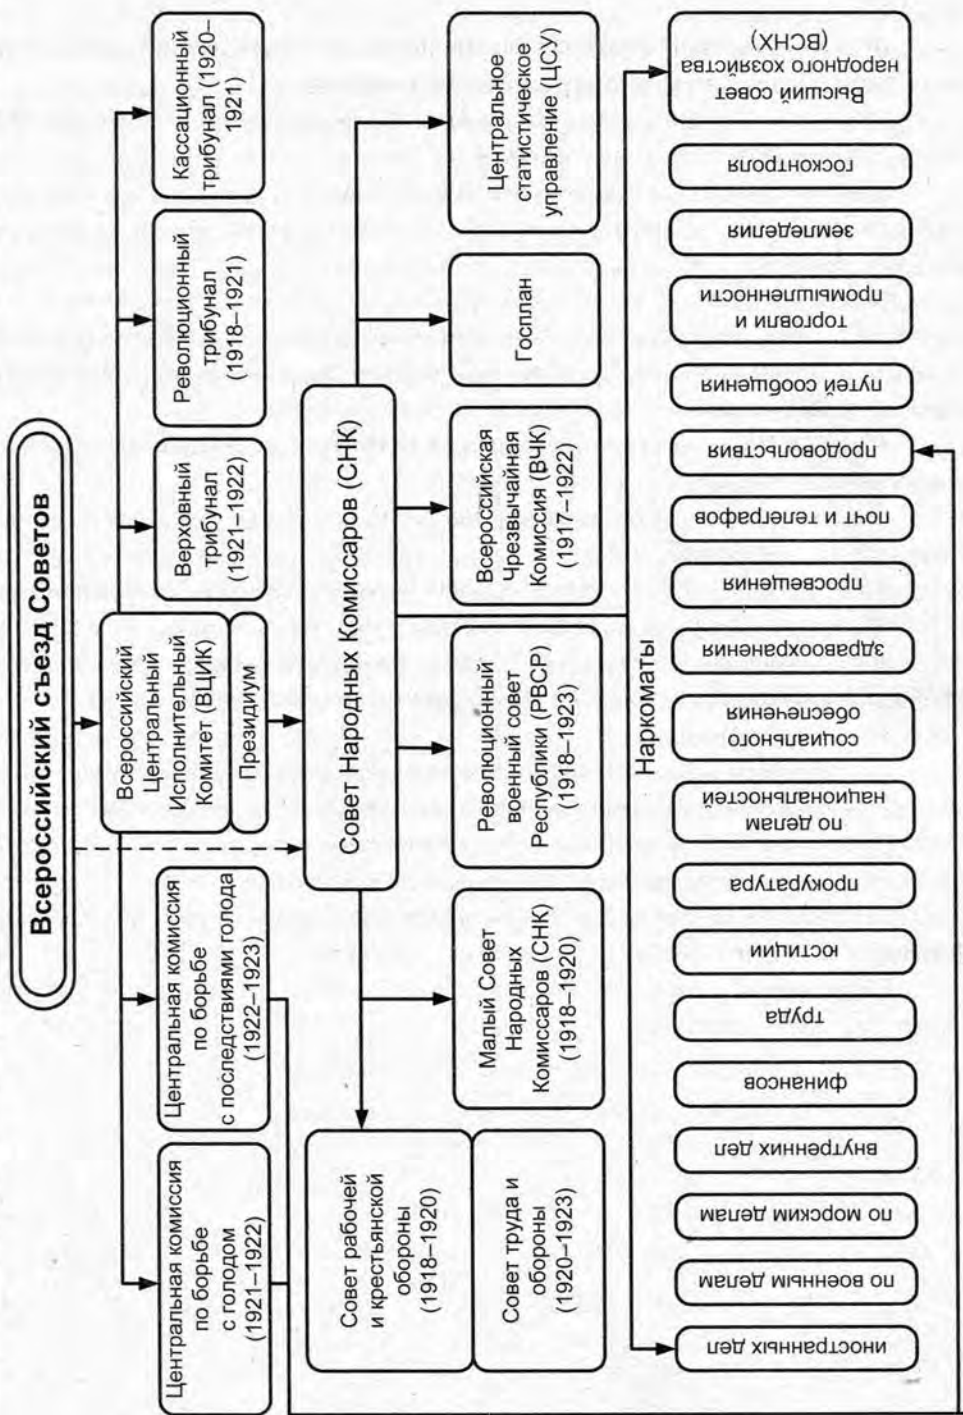 Всероссийский съезд Советов
Центральная комиссия
по борьбе
с голодом
(1921–1922)
Центральная комиссия
по борьбе
с последствиями голода
(1922–1923)
Всероссийский
Центральный
Исполнительный
Комитет (ВЦИК)
Президиум
Верховный
трибунал
(1921–1922)
Революционный
трибунал
(1918–1921)
Кассационный
трибунал (1920–
1921)
Совет Народных Комиссаров (СНК)
Совет рабочей
и крестьянской
обороны
(1918–1920)
Совет труда и
обороны
(1920–1923)
Малый Совет
Народных
Комиссаров (СНК)
(1918–1920)
Революционный
военный совет
Республики (РВСР)
(1918–1923)
Всероссийская
Чрезвычайная
Комиссия (ВЧК)
(1917–1922)
Госплан
Центральное
статистическое
управление (ЦСУ)
Наркоматы
иностранных дел
по военным делам
по морским делам
внутренних дел
финансов
труда
юстиции
прокуратура
по делам
национальностей
социального
обеспечения
здравоохранения
просвещения
почт и телеграфов
продовольствия
путей сообщения
торговли и
промышленности
земледелия
госконтроля
Высший совет
народного хозяйства
(ВСНХ)